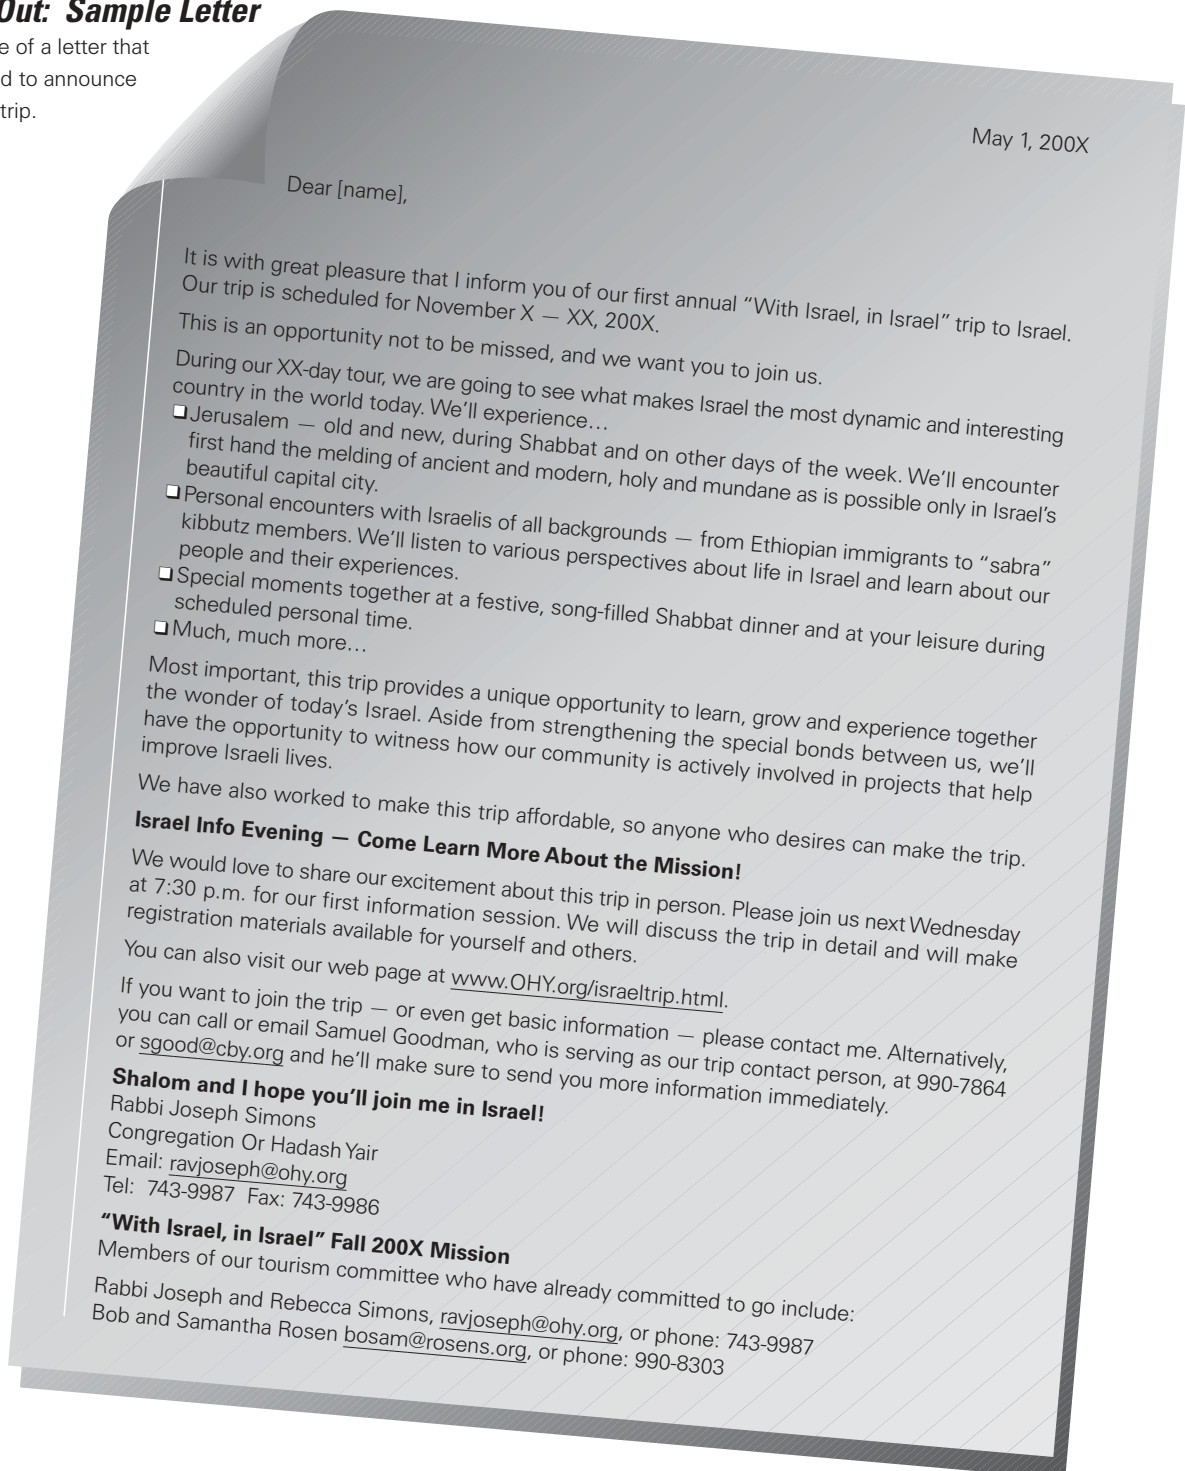 Out: Sample Letter
e of a letter that
d to announce
trip.
May 1, 200X
Dear [name],
It is with great pleasure that I inform you of our first annual “With Israel, in Israel” trip to Israel.
Our trip is scheduled for November X — XX, 200X.
This is an opportunity not to be missed, and we want you to join us.
During our XX-day tour, we are going to see what makes Israel the most dynamic and interesting
country in the world today. We’ll experience…
❑ Jerusalem — old and new, during Shabbat and on other days of the week. We’ll encounter
first hand the melding of ancient and modern, holy and mundane as is possible only in Israel’s
beautiful capital city.
❑ Personal encounters with Israelis of all backgrounds — from Ethiopian immigrants to “sabra”
kibbutz members. We’ll listen to various perspectives about life in Israel and learn about our
people and their experiences.
❑ Special moments together at a festive, song-filled Shabbat dinner and at your leisure during
scheduled personal time.
❑ Much, much more…
Most important, this trip provides a unique opportunity to learn, grow and experience together
the wonder of today’s Israel. Aside from strengthening the special bonds between us, we’ll
have the opportunity to witness how our community is actively involved in projects that help
improve Israeli lives.
We have also worked to make this trip affordable, so anyone who desires can make the trip.
Israel Info Evening — Come Learn More About the Mission!
We would love to share our excitement about this trip in person. Please join us next Wednesday
at 7:30 p.m. for our first information session. We will discuss the trip in detail and will make
registration materials available for yourself and others.
You can also visit our web page at www.OHY.org/israeltrip.html.
If you want to join the trip — or even get basic information — please contact me. Alternatively,
you can call or email Samuel Goodman, who is serving as our trip contact person, at 990-7864
or sgood@cby.org and he’ll make sure to send you more information immediately.
Shalom and I hope you’ll join me in Israel!
Rabbi Joseph Simons
Congregation Or Hadash Yair
Email: ravjoseph@ohy.org
Tel: 743-9987 Fax: 743-9986
“With Israel, in Israel” Fall 200X Mission
Members of our tourism committee who have already committed to go include:
Rabbi Joseph and Rebecca Simons, ravjoseph@ohy.org, or phone: 743-9987
Bob and Samantha Rosen bosam@rosens.org, or phone: 990-8303